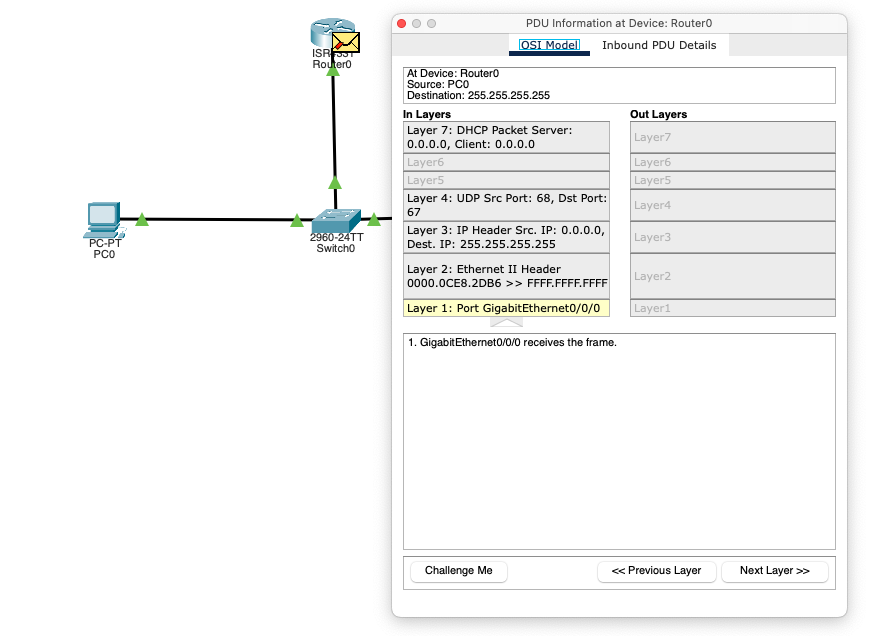 PDU Information at Device: Router0
OSI Model Inbound PDU Details
At Device: Router0
Source: PC0
Destination: 255.255.255.255
In Layers
Layer 7: DHCP Packet Server:
0.0.0.0, Client: 0.0.0.0
Layer6
Layer5
Layer 4: UDP Src Port: 68, Dst Port:
67
Layer 3: IP Header Src. IP: 0.0.0.0,
Dest. IP: 255.255.255.255
Layer 2: Ethernet II Header
0000.0CE8.2DB6 >> FFFF.FFFF.FFFF
Layer 1: Port GigabitEthernet0/0/0
Out Layers
Layer7
Layer6
Layer5
Layer4
Layer3
Layer2
Layer1
1. GigabitEthernet0/0/0 receives the frame.
Challenge Me
<< Previous Layer
Next Layer >>
Router0
PC-PT
PC0
2960-24TT
Switch0